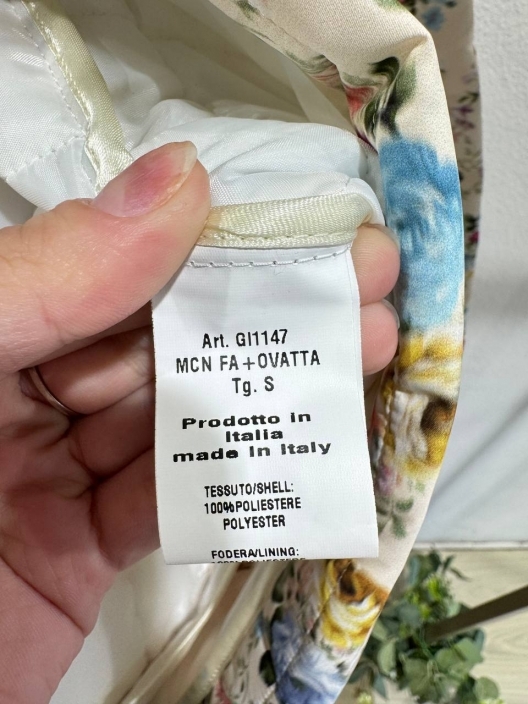 Art. GI1147
MCN FA+OVATTA
Tg. S
Prodotto in
Italia
made in Italy
TESSUTO/SHELL:
100%POLIESTERE
POLYESTER
FODERA/LINING: